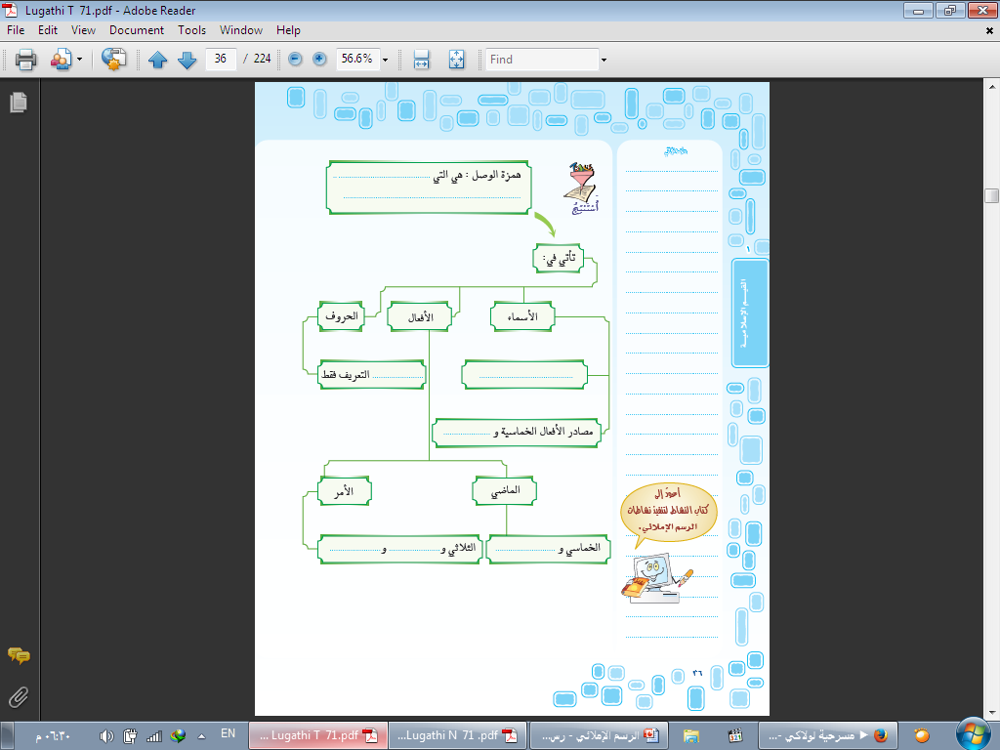 Lugathi T 71.pdf - Adobe Reader
File Edit View Document Tools Window Help
36 / 224 56.6% Find
ملاحظاتي
همزة الوصل : هي التي ....................
أَسْتَنْتِجُ
تأتي في:
الأسماء
الأفعال
الحروف
.................... التعريف فقط
مصادر الأفعال الخماسية و ....................
الماضي
الأمر
الخماسي و ....................
الثلاثي و .................... و ....................
١
القيـم الإسلاميـة
أعودُ إلى
كتاب النشاط لتنفيذ نشاطات
الرسم الإملائي.
٣٦
٠٦:٣٠ م
EN
... Lugathi T 71.pdf
...Lugathi N 71 .pdf
الرسم الإملائي - رس...
مسرحية لولاكي -...